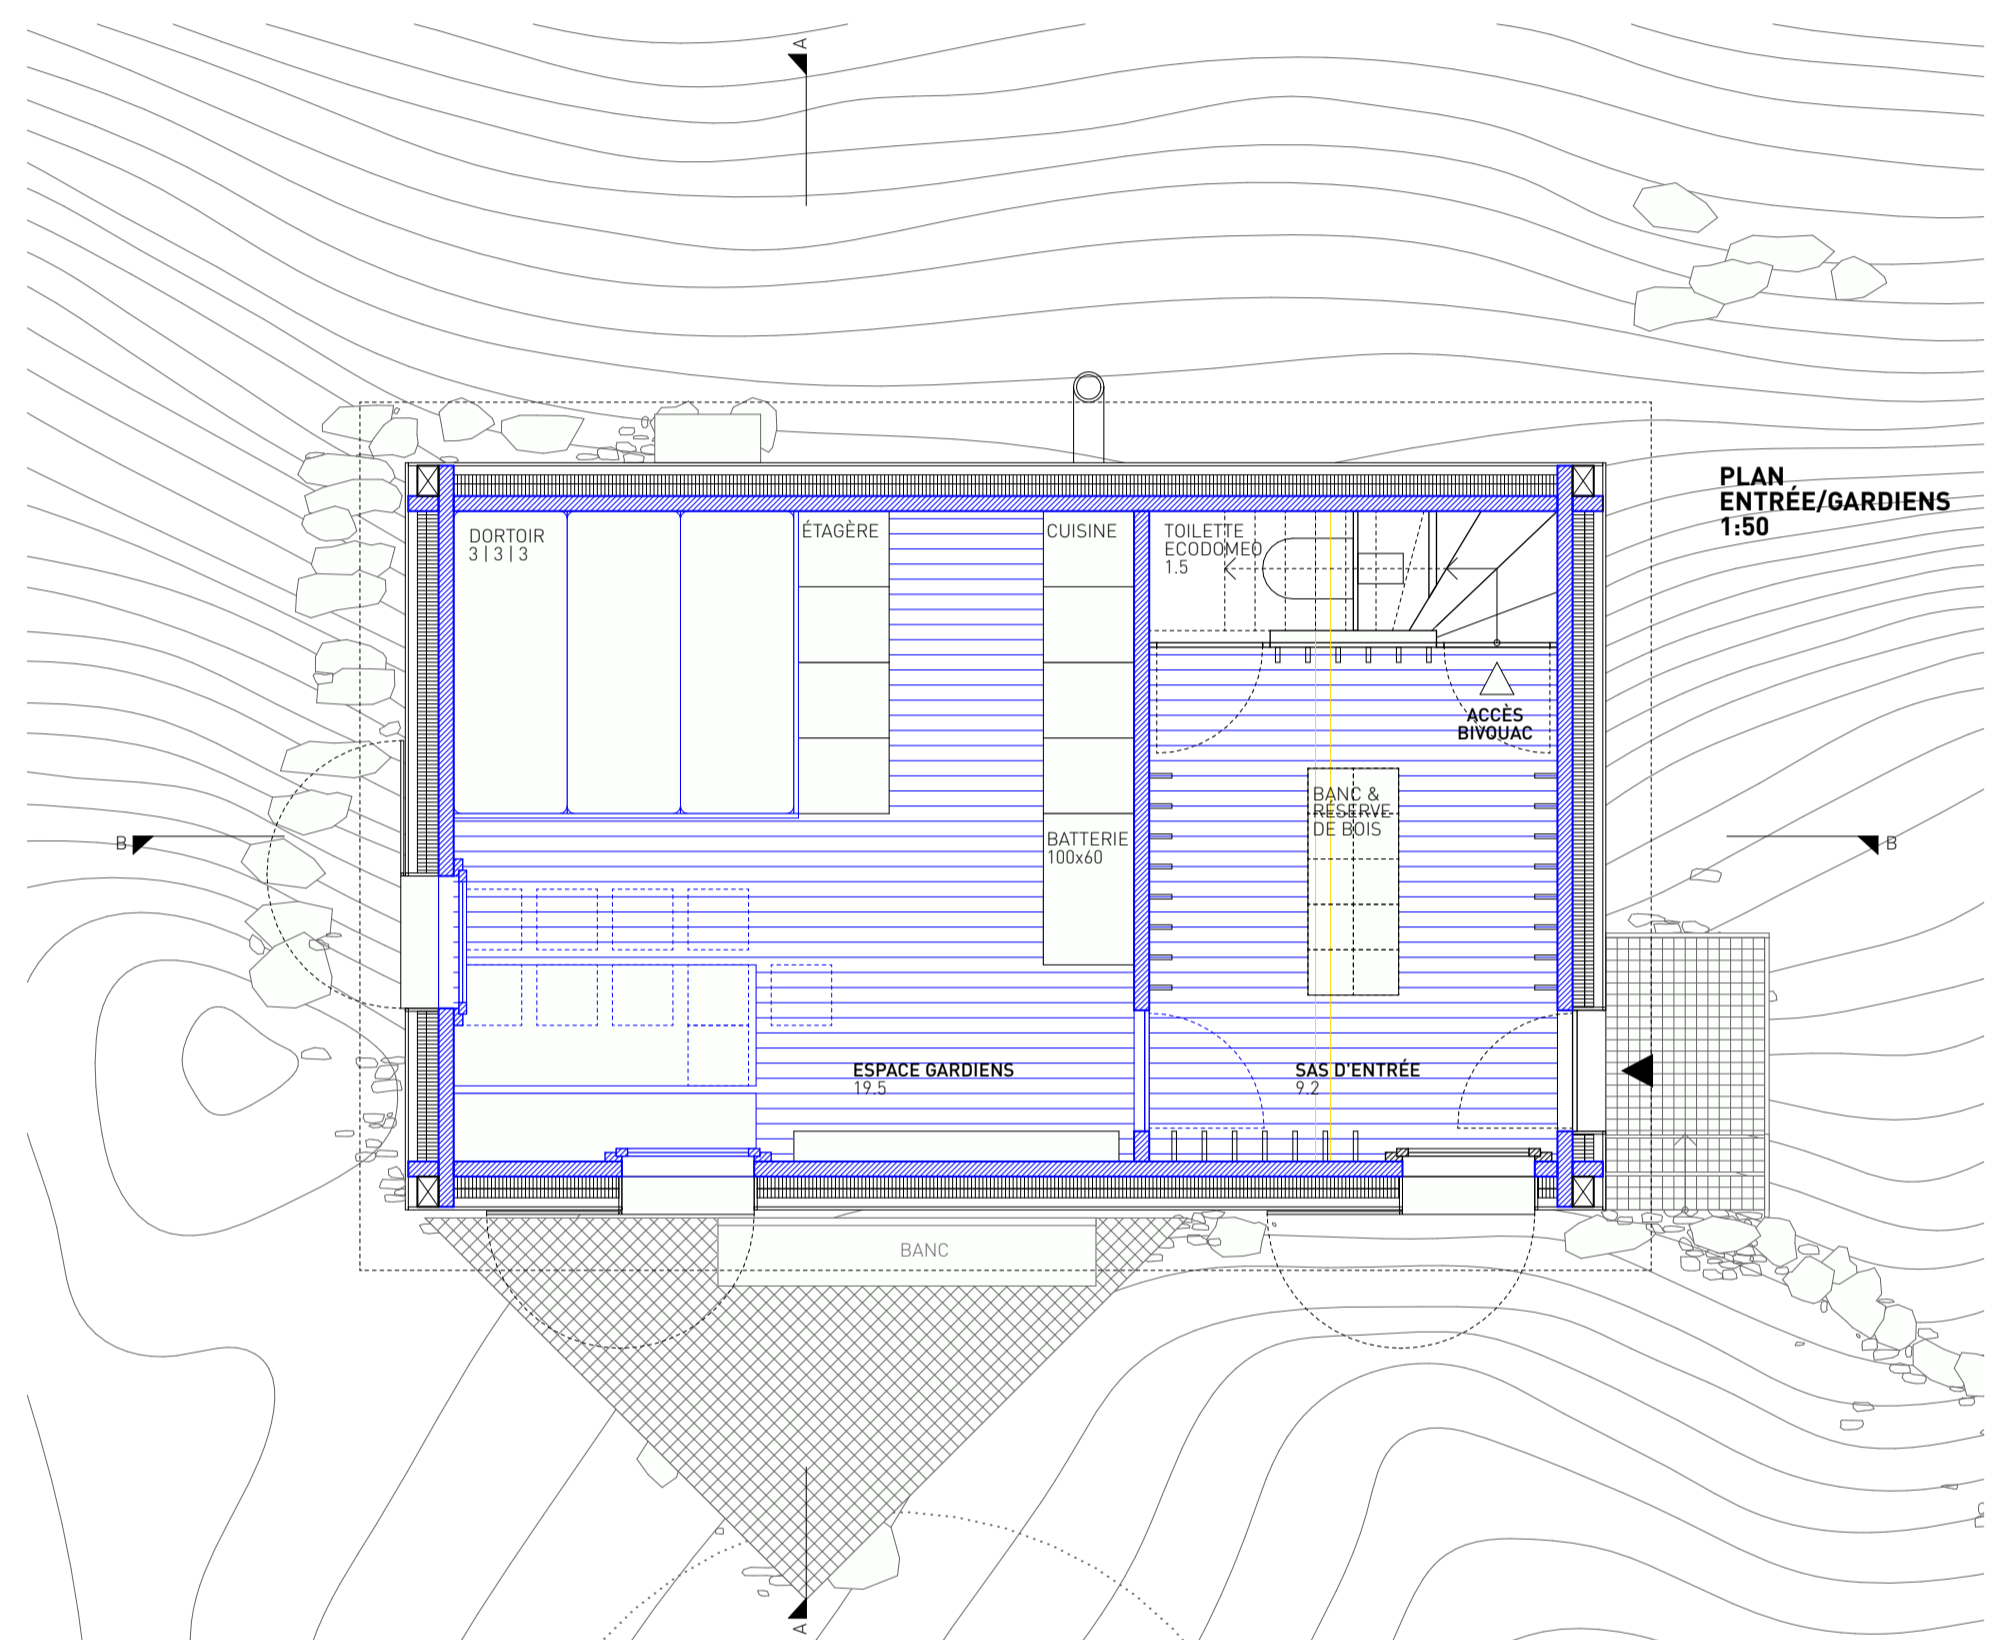 A
PLAN
ENTRÉE/GARDIENS
1:50
DORTOIR
3 | 3 | 3
ÉTAGÈRE
CUISINE
TOILETTE
ECODOMEO
1.5
ACCÈS
BIVOUAC
BANC &
RÉSERVE
DE BOIS
BATTERIE
100x60
B
B
ESPACE GARDIENS
19.5
SAS D'ENTRÉE
9.2
BANC
A